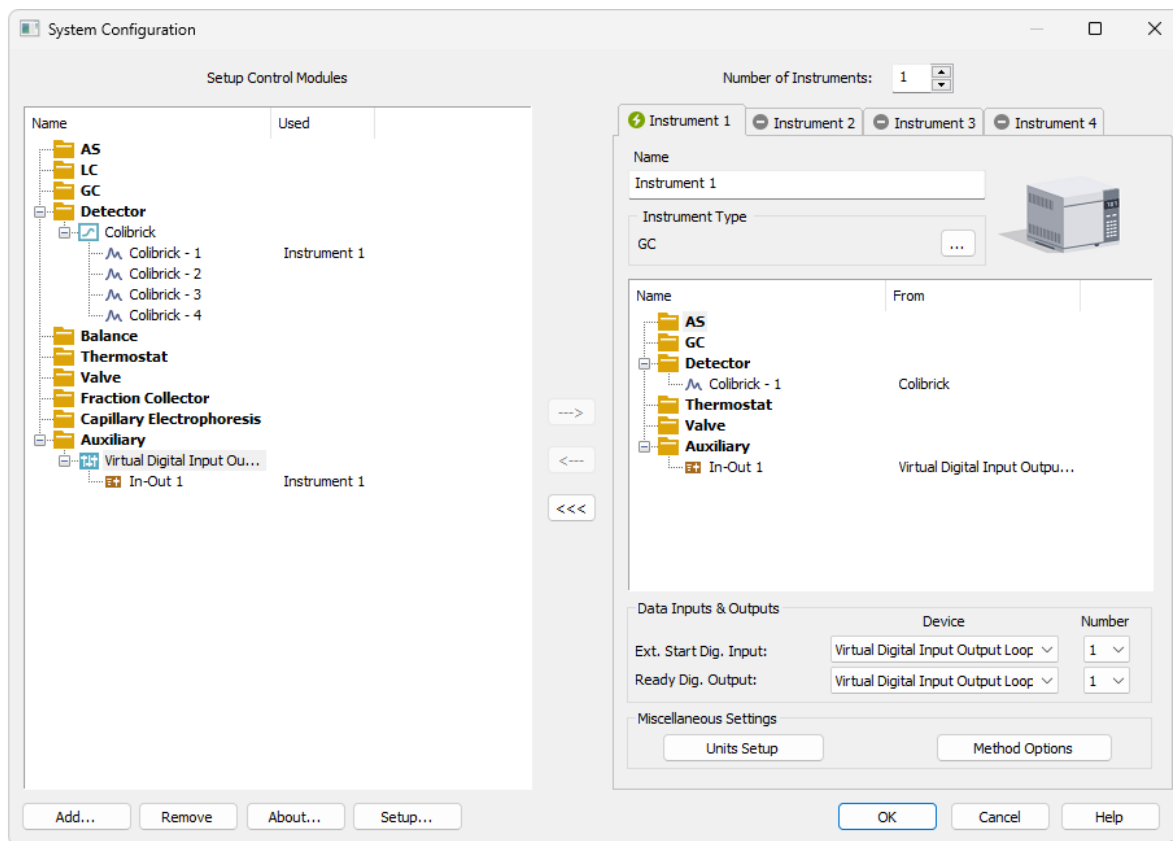 System Configuration
Setup Control Modules
Number of Instruments: 1
Name Used
AS
LC
GC
Detector
Colibrick
Colibrick - 1 Instrument 1
Colibrick - 2
Colibrick - 3
Colibrick - 4
Balance
Thermostat
Valve
Fraction Collector
Capillary Electrophoresis
Auxiliary
Virtual Digital Input Ou...
In-Out 1 Instrument 1
--->
<---
<<<
Instrument 1 Instrument 2 Instrument 3 Instrument 4
Name
Instrument 1
Instrument Type
GC ...
Name From
AS
GC
Detector
Colibrick - 1 Colibrick
Thermostat
Valve
Auxiliary
In-Out 1 Virtual Digital Input Outpu...
Data Inputs & Outputs
Device Number
Ext. Start Dig. Input: Virtual Digital Input Output Loop 1
Ready Dig. Output: Virtual Digital Input Output Loop 1
Miscellaneous Settings
Units Setup Method Options
Add... Remove About... Setup... OK Cancel Help